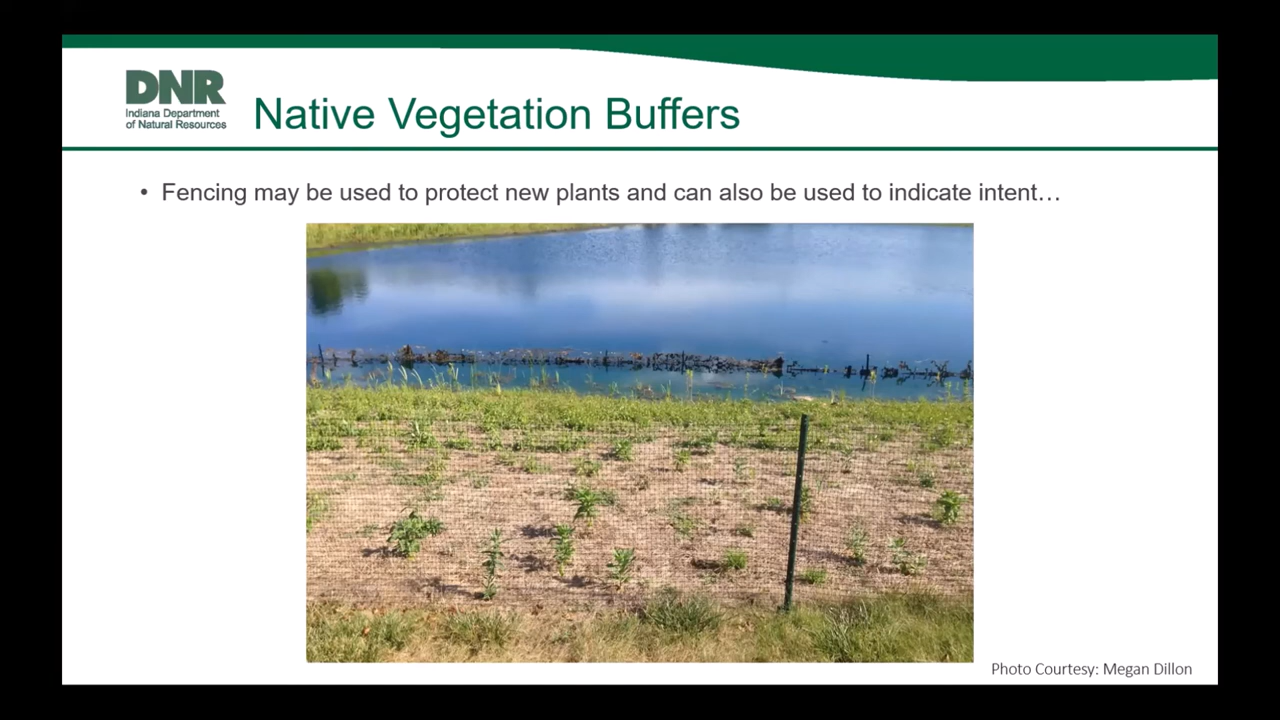 DNR
Indiana Department
of Natural Resources
Native Vegetation Buffers
• Fencing may be used to protect new plants and can also be used to indicate intent…
Photo Courtesy: Megan Dillon